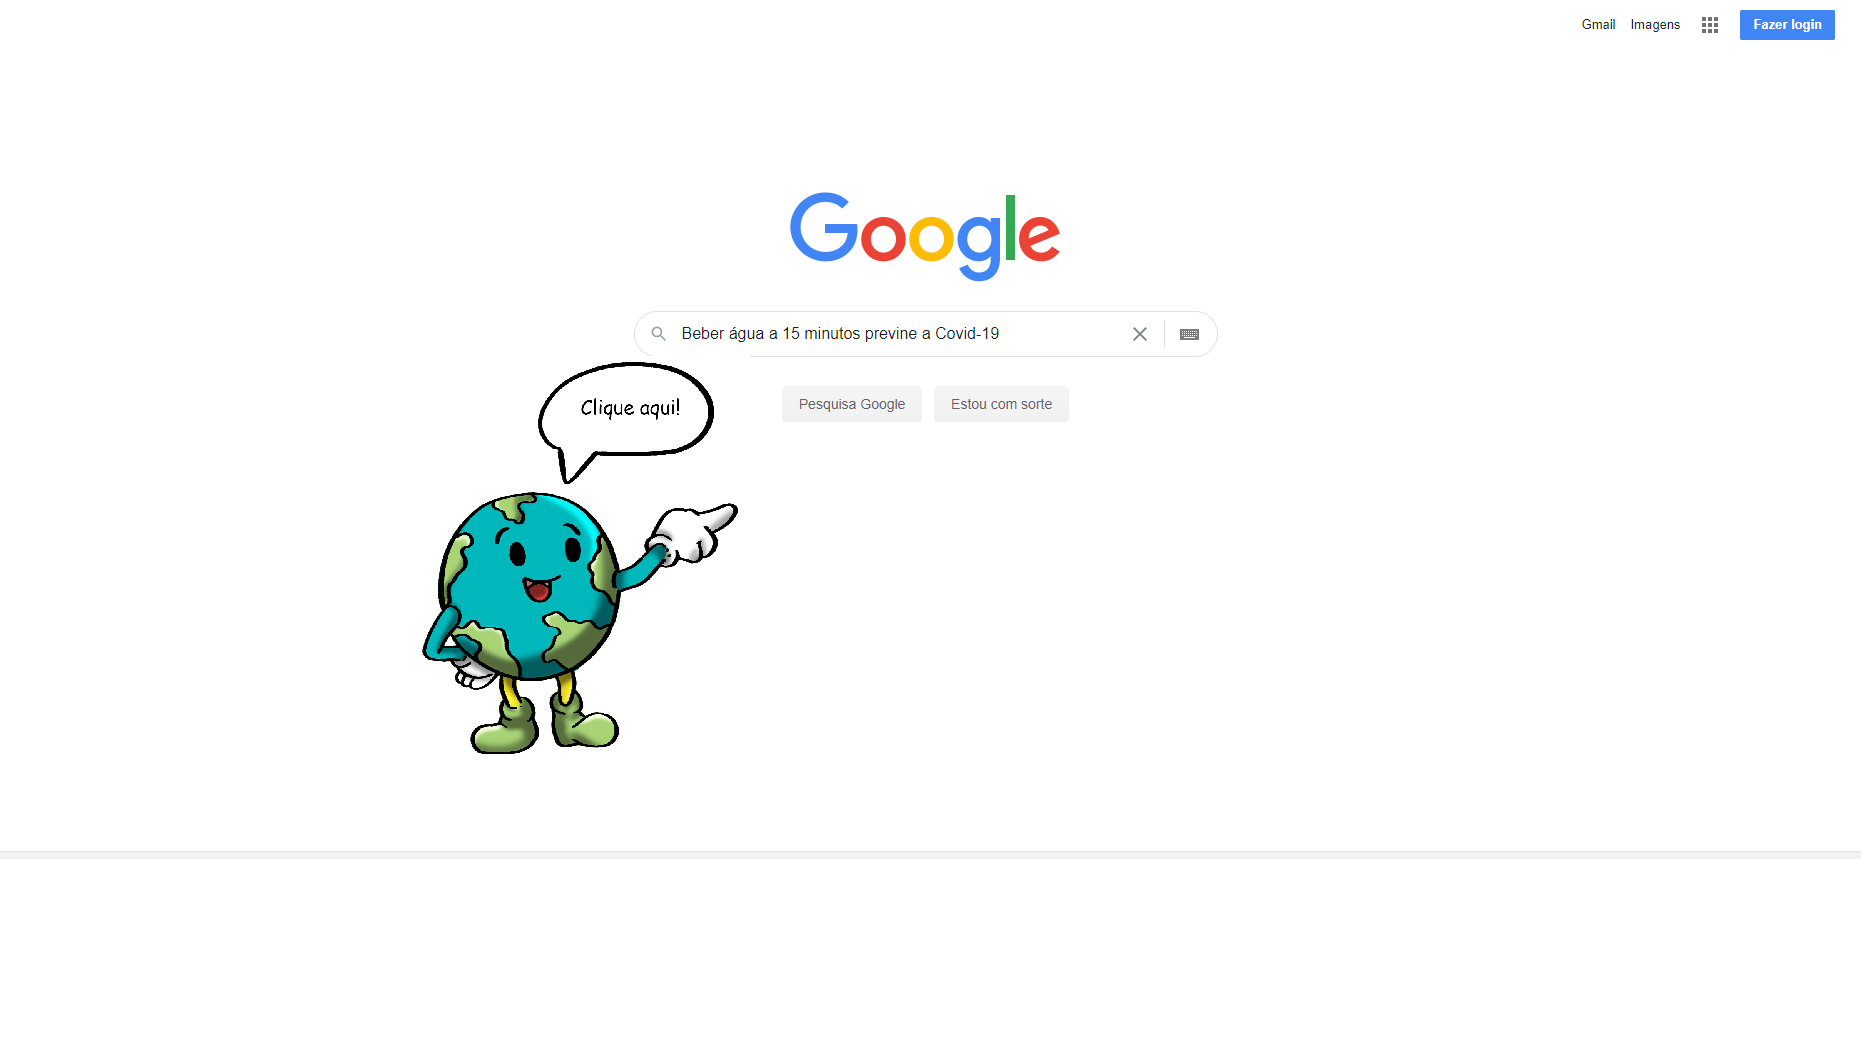 Gmail Imagens Fazer login
Google
Beber água a 15 minutos previne a Covid-19
Clique aqui!
Pesquisa Google Estou com sorte